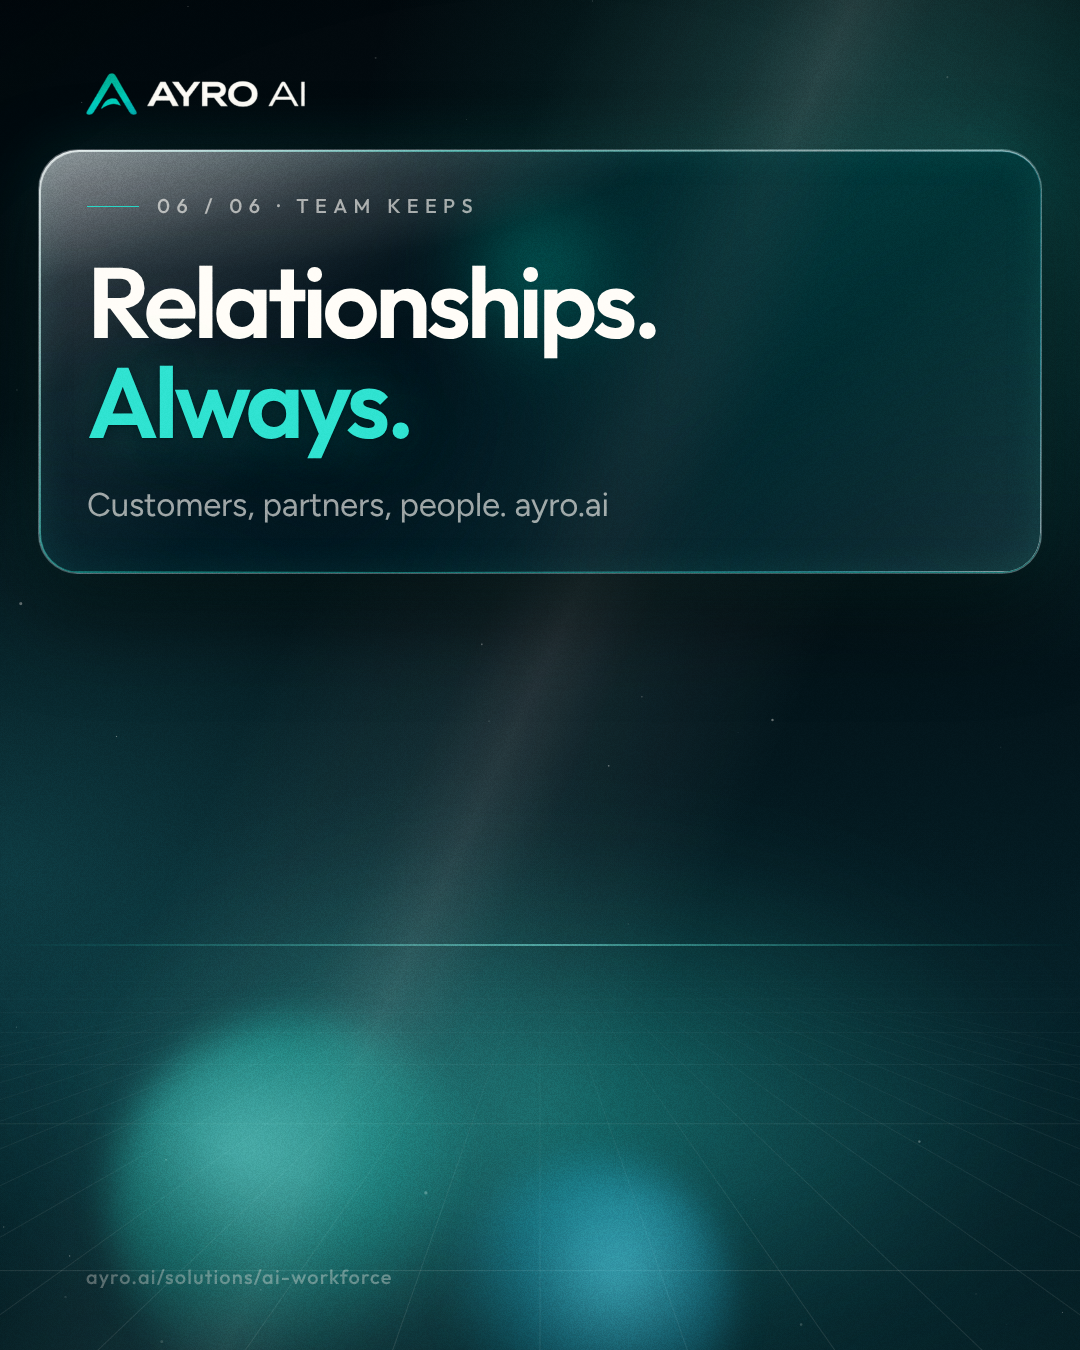 AYRO AI
06 / 06 · TEAM KEEPS
Relationships.
Always.
Customers, partners, people. ayro.ai
ayro.ai/solutions/ai-workforce